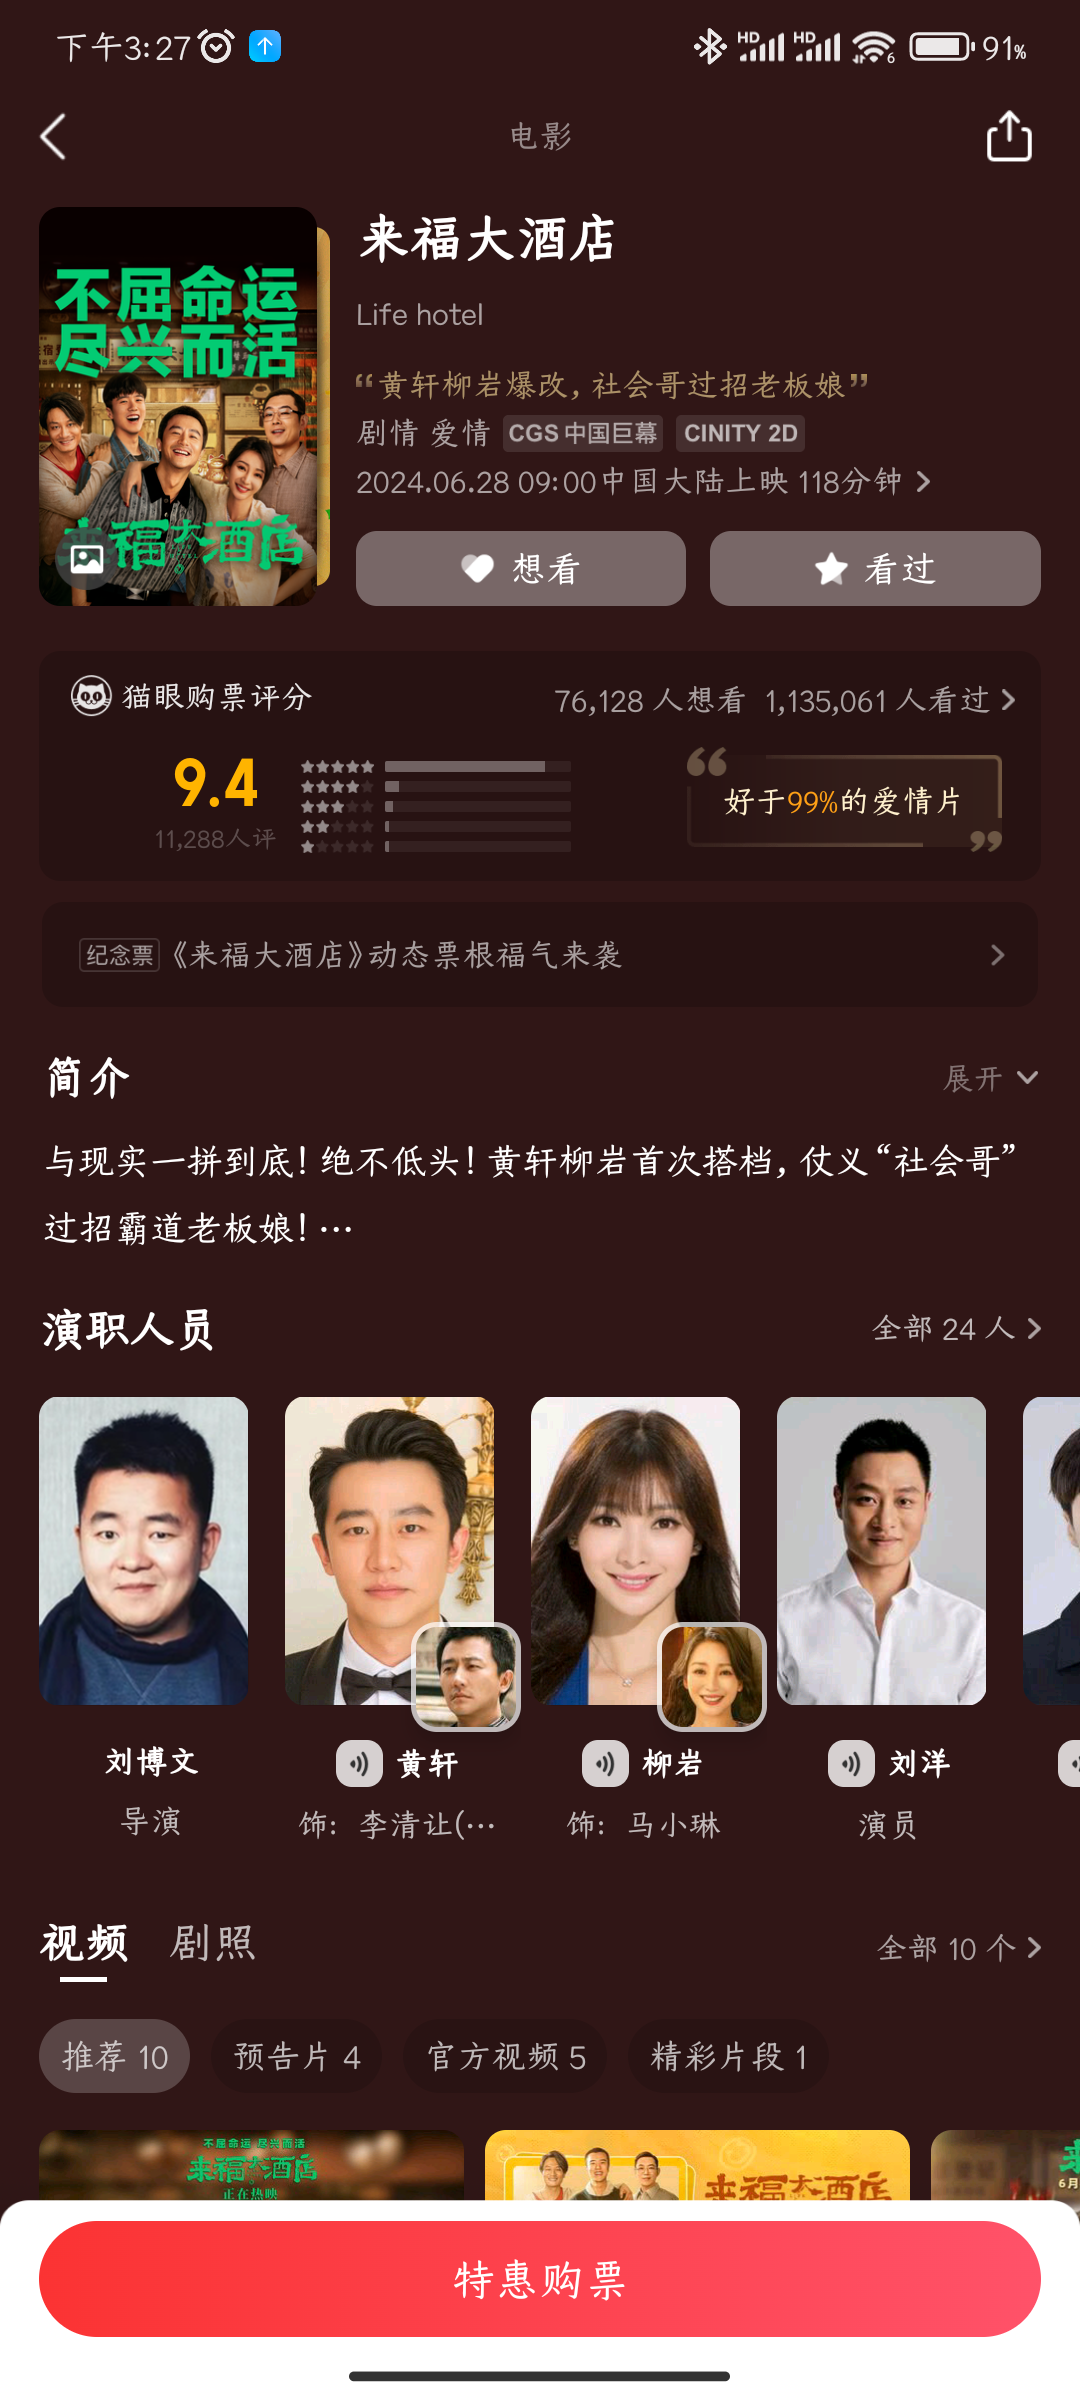 下午3:27
HD HD 6 91%
电影
不屈命运
尽兴而活
来福大酒店
来福大酒店
Life hotel
“黄轩柳岩爆改,社会哥过招老板娘”
剧情 爱情 CGS 中国巨幕 CINITY 2D
2024.06.28 09:00中国大陆上映 118分钟
想看
看过
猫眼购票评分
76,128 人想看 1,135,061 人看过
9.4
11,288人评
“好于99%的爱情片”
纪念票《来福大酒店》动态票根福气来袭
简介
展开
与现实一拼到底!绝不低头!黄轩柳岩首次搭档,仗义“社会哥”
过招霸道老板娘!…
演职人员
全部 24 人
刘博文
导演
黄轩
饰: 李清让(…
柳岩
饰: 马小琳
刘洋
演员
视频 剧照
全部 10 个
推荐 10
预告片 4
官方视频 5
精彩片段 1
不屈命运 尽兴而活
来福大酒店
正在热映
来福大酒店
来
6月
特惠购票